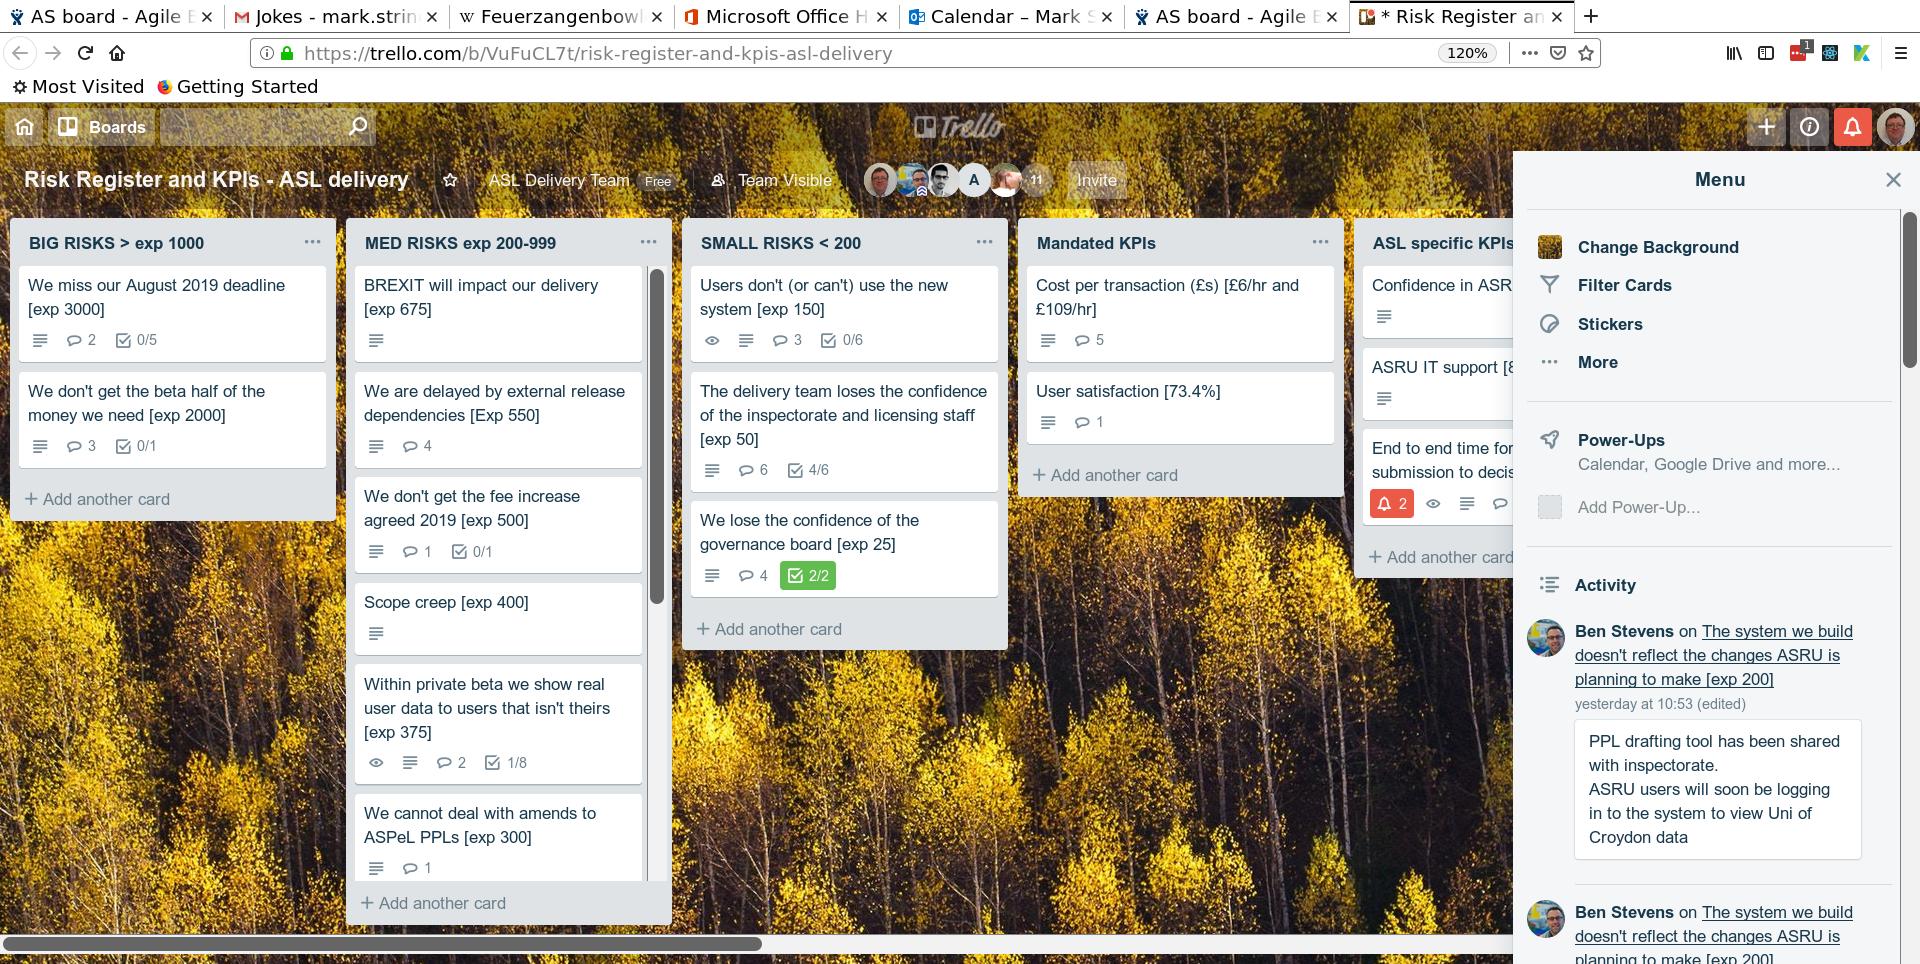 AS board - Agile
Jokes - mark.strin
Feuerzangenbowl
Microsoft Office H
Calendar – Mark S
AS board - Agile
* Risk Register an
https://trello.com/b/VuFuCL7t/risk-register-and-kpis-asl-delivery
120%
1
Most Visited
Getting Started
Boards
Trello
Risk Register and KPIs - ASL delivery
ASL Delivery Team
Free
Team Visible
A
11
Invite
BIG RISKS > exp 1000
We miss our August 2019 deadline
[exp 3000]
2 0/5
We don't get the beta half of the
money we need [exp 2000]
3 0/1
+ Add another card
MED RISKS exp 200-999
BREXIT will impact our delivery
[exp 675]
We are delayed by external release
dependencies [Exp 550]
4
We don't get the fee increase
agreed 2019 [exp 500]
1 0/1
Scope creep [exp 400]
Within private beta we show real
user data to users that isn't theirs
[exp 375]
2 1/8
We cannot deal with amends to
ASPeL PPLs [exp 300]
1
+ Add another card
SMALL RISKS < 200
Users don't (or can't) use the new
system [exp 150]
3 0/6
The delivery team loses the confidence
of the inspectorate and licensing staff
[exp 50]
6 4/6
We lose the confidence of the
governance board [exp 25]
4 2/2
+ Add another card
Mandated KPIs
Cost per transaction (£s) [£6/hr and
£109/hr]
5
User satisfaction [73.4%]
1
+ Add another card
ASL specific KPIs
Confidence in ASR
ASRU IT support [8
End to end time for
submission to decis
2
+ Add another card
Menu
Change Background
Filter Cards
Stickers
More
Power-Ups
Calendar, Google Drive and more...
Add Power-Up...
Activity
Ben Stevens on The system we build
doesn't reflect the changes ASRU is
planning to make [exp 200]
yesterday at 10:53 (edited)
PPL drafting tool has been shared
with inspectorate.
ASRU users will soon be logging
in to the system to view Uni of
Croydon data
Ben Stevens on The system we build
doesn't reflect the changes ASRU is
planning to make [exp 200]